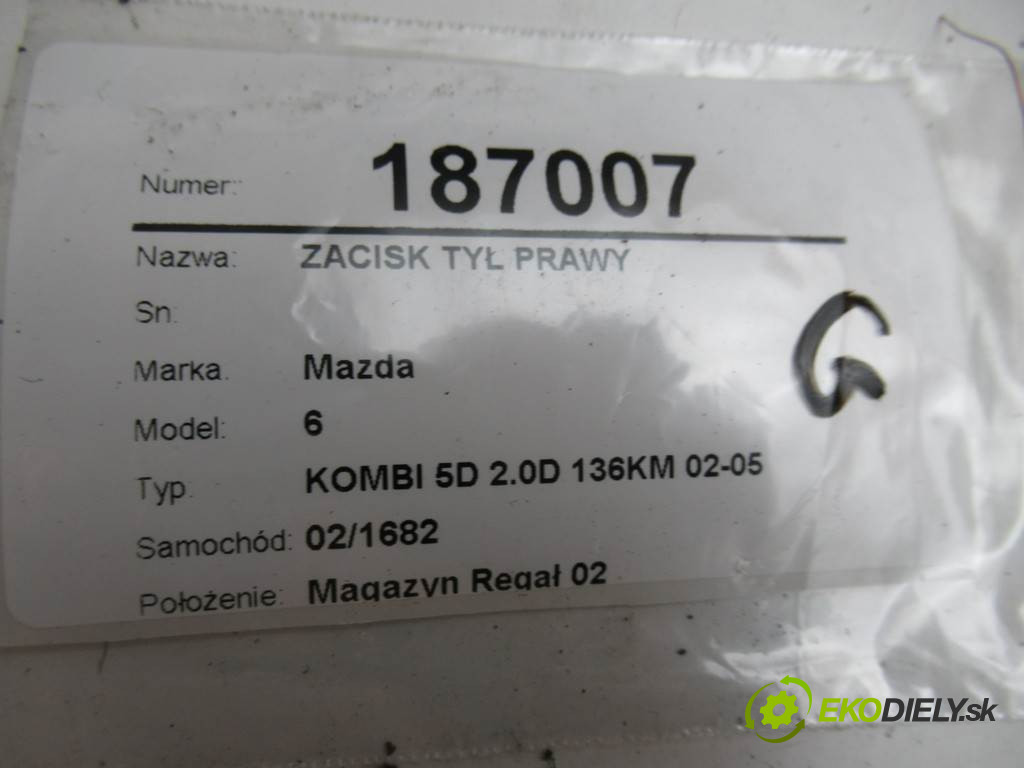 Numer: 187007
Nazwa: ZACISK TYŁ PRAWY
Sn:
G
Marka: Mazda
Model: 6
Typ: KOMBI 5D 2.0D 136KM 02-05
Samochód: 02/1682
Położenie: Magazyn Regał 02
EKODIELY.sk